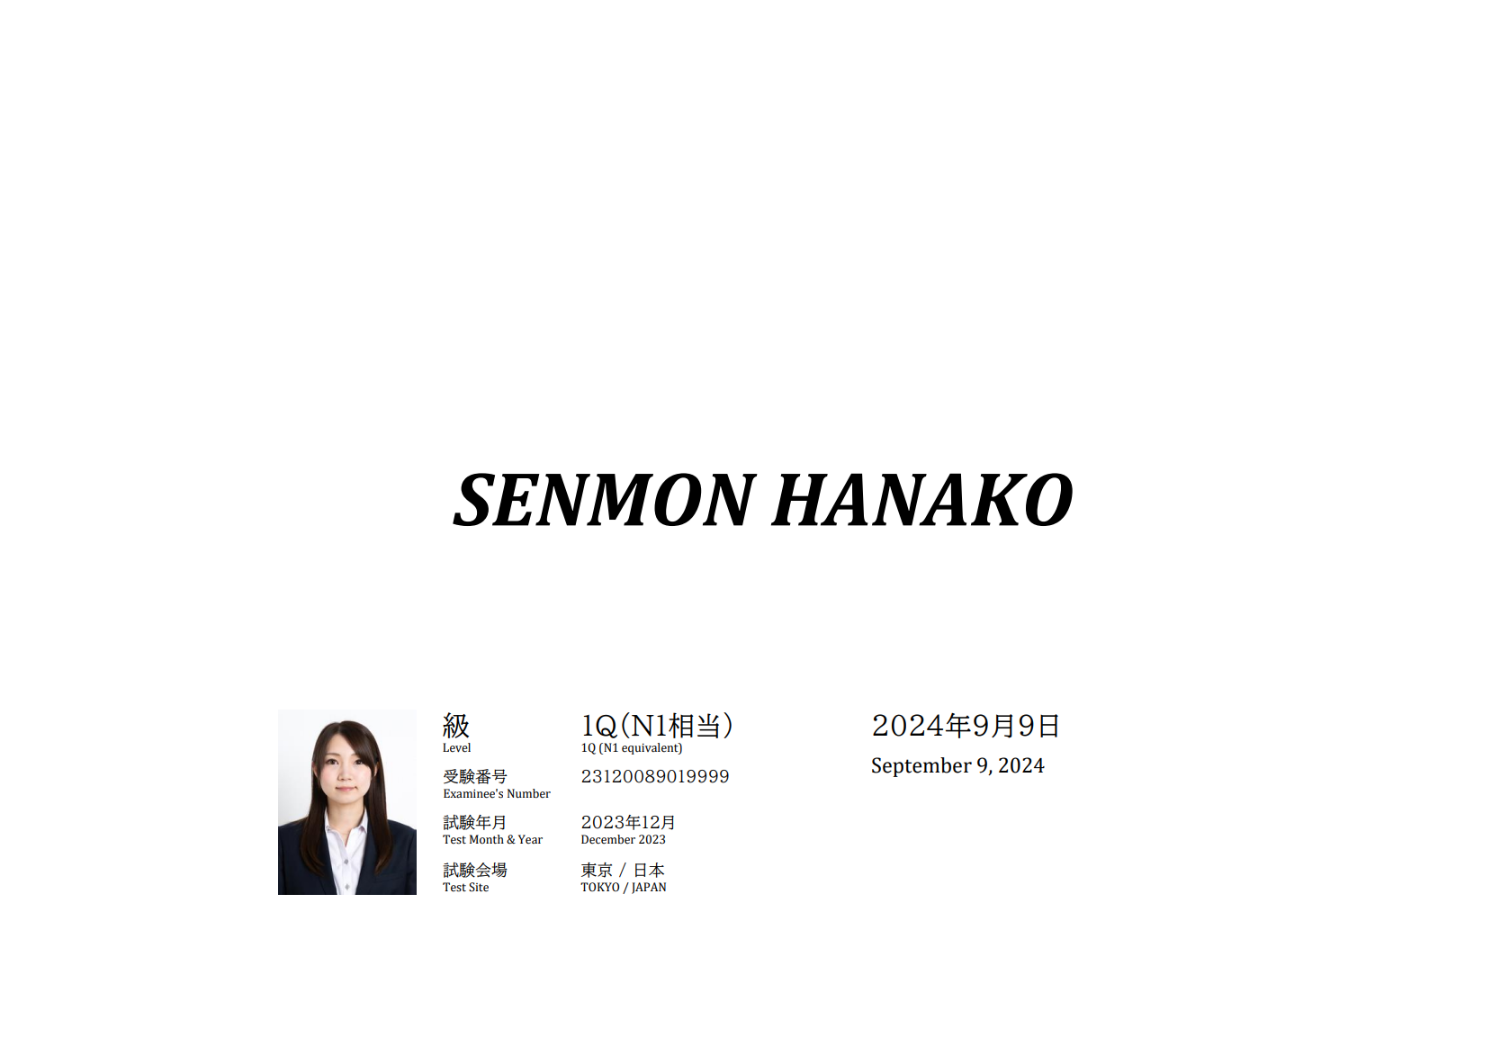 SENMON HANAKO
級
Level
1Q(N1相当)
1Q (N1 equivalent)
受験番号
Examinee's Number
23120089019999
試験年月
Test Month & Year
2023年12月
December 2023
試験会場
Test Site
東京 / 日本
TOKYO / JAPAN
2024年9月9日
September 9, 2024